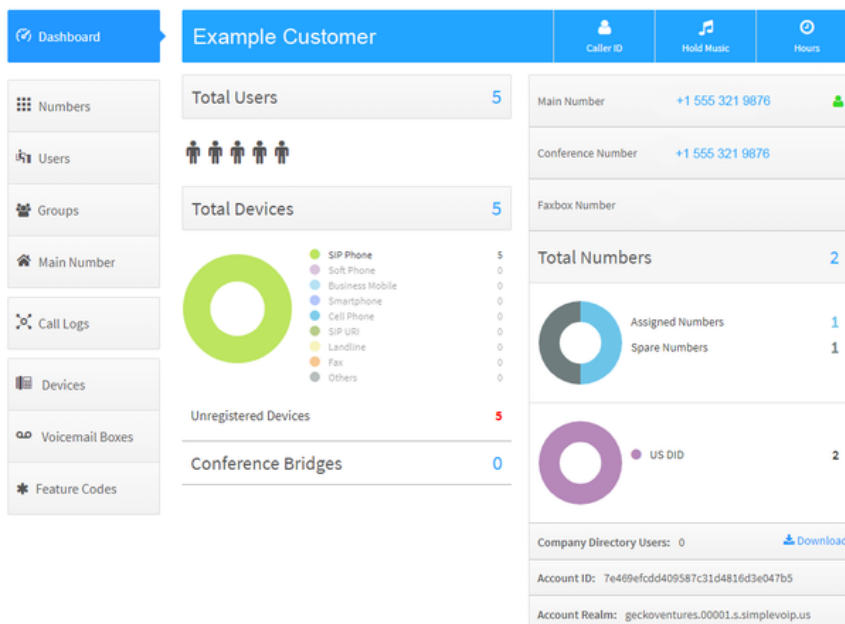 Dashboard
Example Customer
Caller ID
Hold Music
Hours
Numbers
Users
Groups
Main Number
Call Logs
Devices
Voicemail Boxes
Feature Codes
Total Users 5
Total Devices 5
SIP Phone 5
Soft Phone 0
Business Mobile 0
Smartphone 0
Cell Phone 0
SIP URI 0
Landline 0
Fax 0
Others 0
Unregistered Devices 5
Conference Bridges 0
Main Number +1 555 321 9876
Conference Number +1 555 321 9876
Faxbox Number
Total Numbers 2
Assigned Numbers 1
Spare Numbers 1
US DID 2
Company Directory Users: 0 Download
Account ID: 7e469efcdd409587c31d4816d3e047b5
Account Realm: geckoventures.00001.s.simplevoip.us